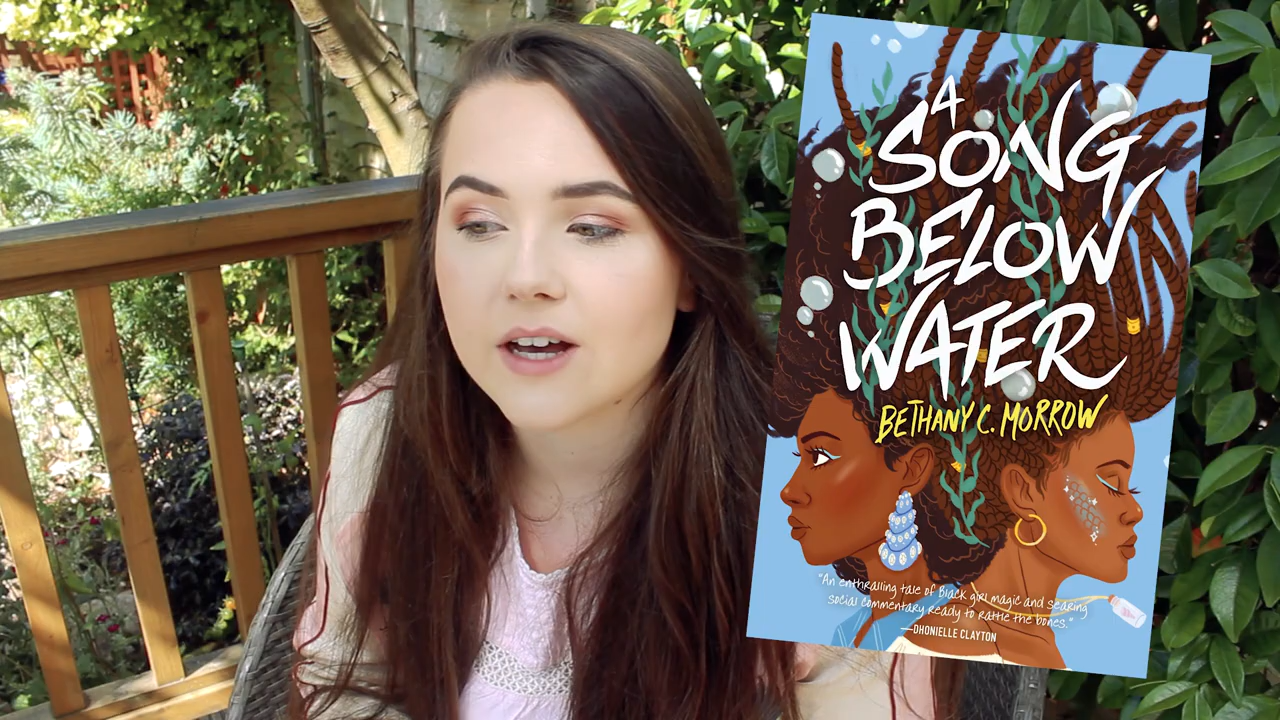 A
SONG
BELOW
WATER
BETHANY C. MORROW
"An enthralling tale of Black girl magic and searing
social commentary ready to rattle the bones."
—DHONIELLE CLAYTON